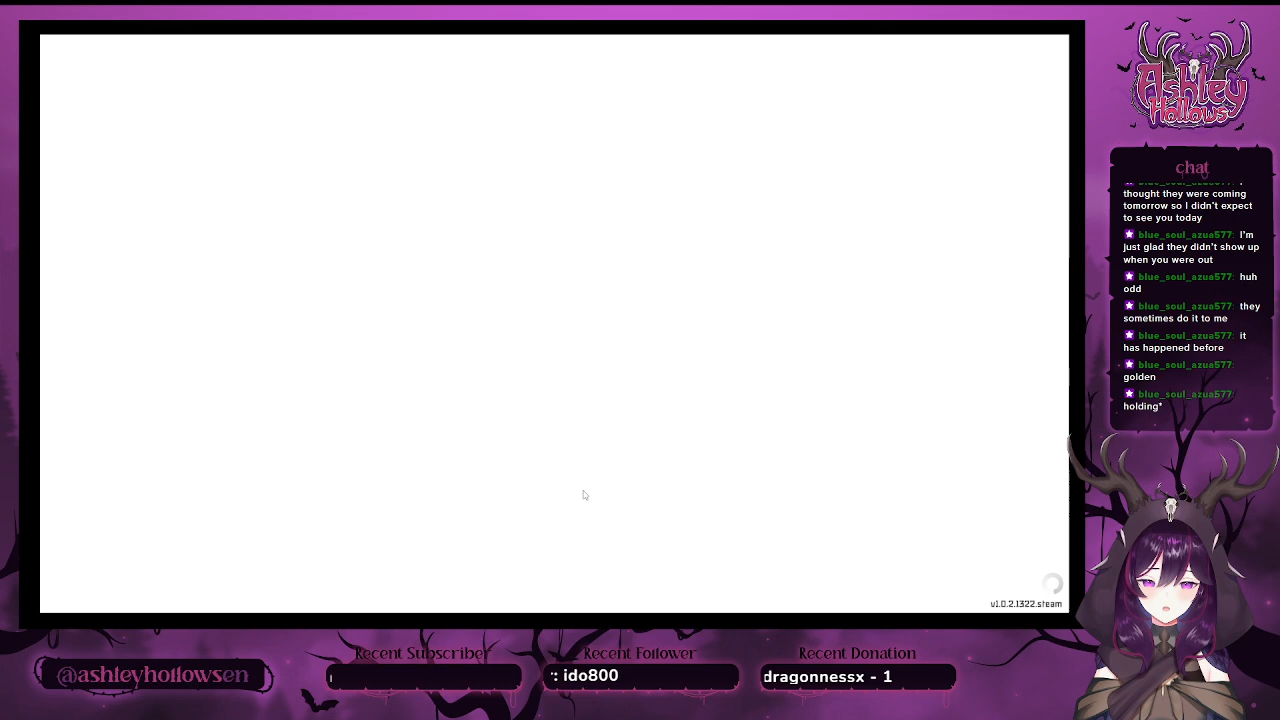 Ashley
Hollows
chat
thought they were coming
tomorrow so I didn't expect
to see you today
blue_soul_azua577: I'm
just glad they didn't show up
when you were out
blue_soul_azua577: huh
odd
blue_soul_azua577: they
sometimes do it to me
blue_soul_azua577: it
has happened before
blue_soul_azua577:
golden
blue_soul_azua577:
holding*
v1.0.2.1322.steam
Recent Subscriber
Recent Follower
Recent Donation
@ashleyhollowsen
: ido800
dragonnessx - 1